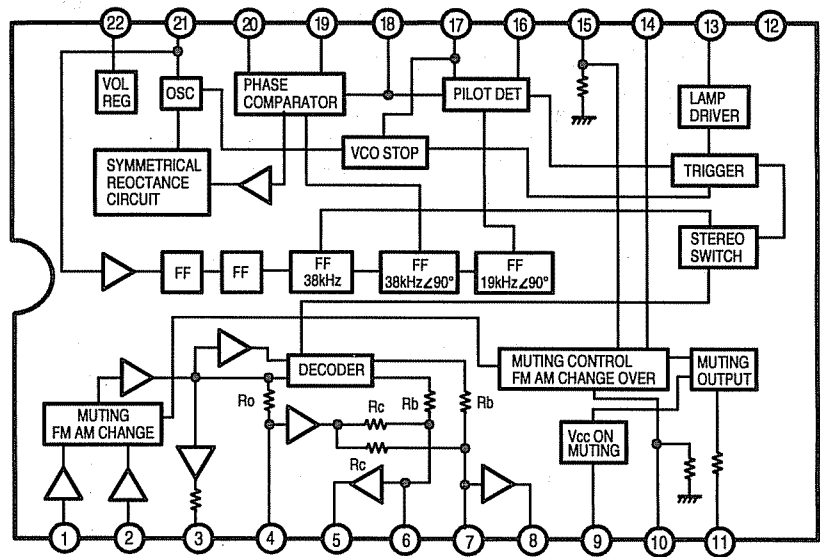 22 21 20 19 18 17 16 15 14 13 12
VOL
REG
OSC
PHASE
COMPARATOR
PILOT DET
LAMP
DRIVER
VCO STOP
SYMMETRICAL
REOCTANCE
CIRCUIT
TRIGGER
STEREO
SWITCH
FF
FF
FF
38kHz
FF
38kHz∠90°
FF
19kHz∠90°
DECODER
MUTING CONTROL
FM AM CHANGE OVER
MUTING
OUTPUT
MUTING
FM AM CHANGE
Ro
Rc
Rb
Rb
Rc
Vcc ON
MUTING
1 2 3 4 5 6 7 8 9 10 11